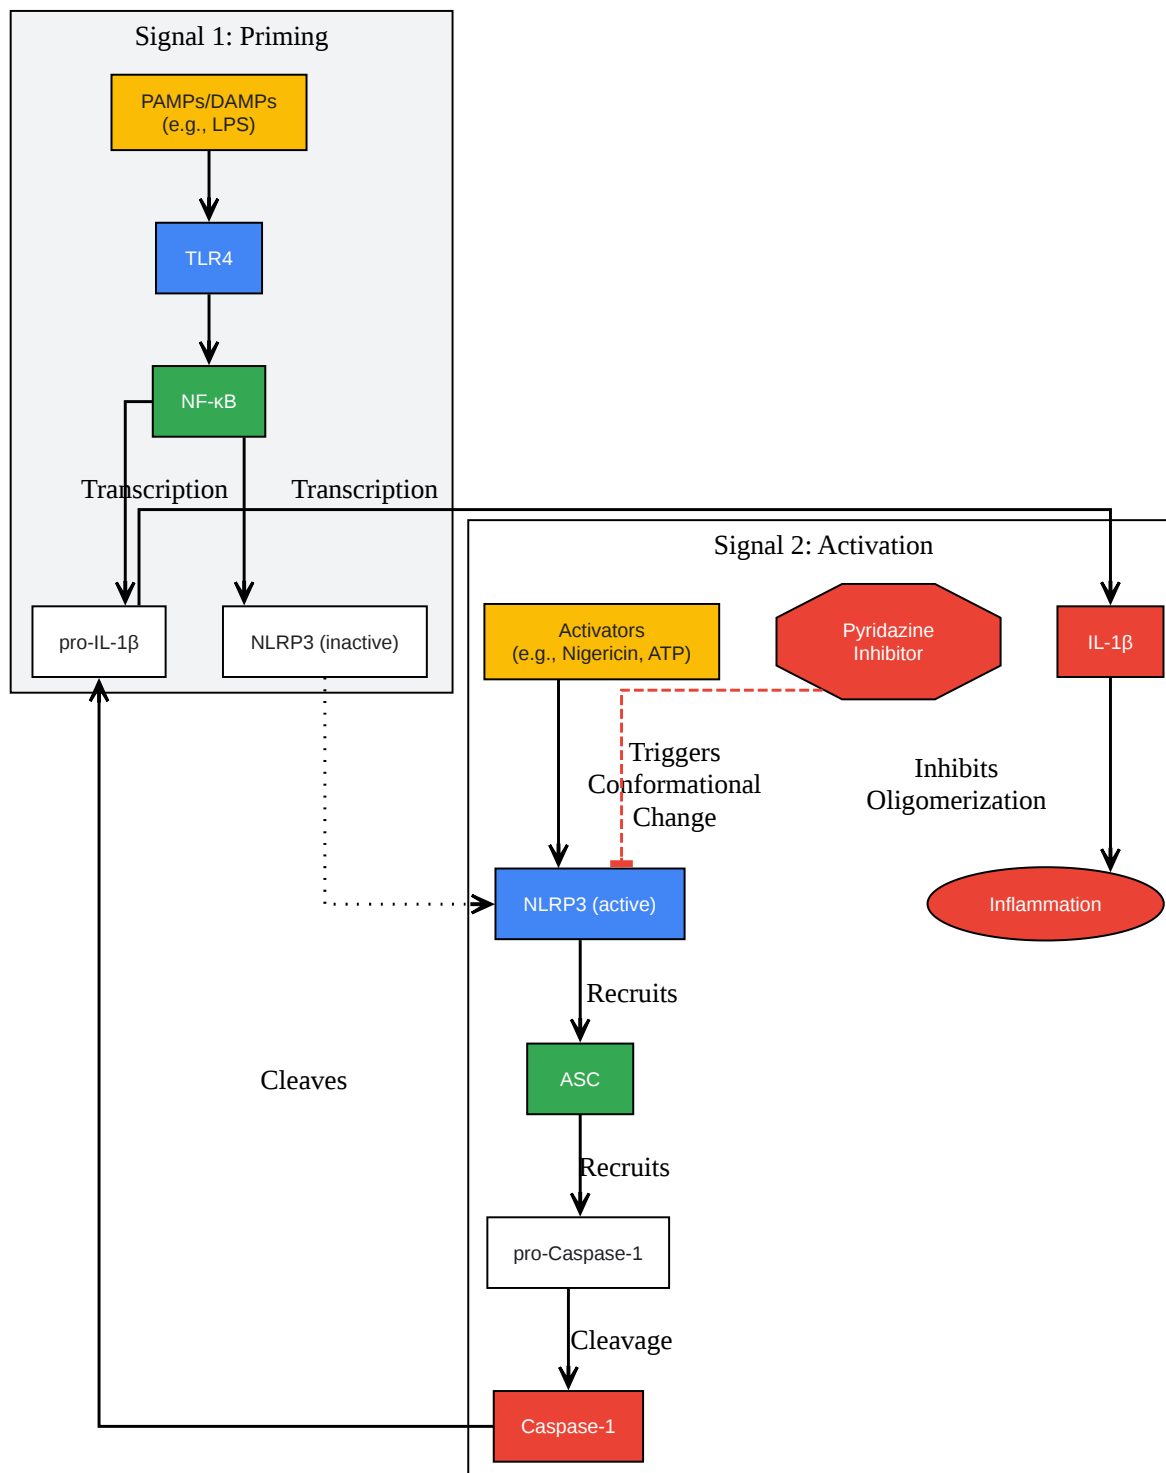 Signal 1: Priming
PAMPs/DAMPs
(e.g., LPS)
TLR4
NF-κB
Transcription
Transcription
pro-IL-1β
NLRP3 (inactive)
Signal 2: Activation
Activators
(e.g., Nigericin, ATP)
Pyridazine
Inhibitor
IL-1β
Triggers
Conformational
Change
Inhibits
Oligomerization
NLRP3 (active)
Inflammation
Recruits
Cleaves
ASC
Recruits
pro-Caspase-1
Cleavage
Caspase-1